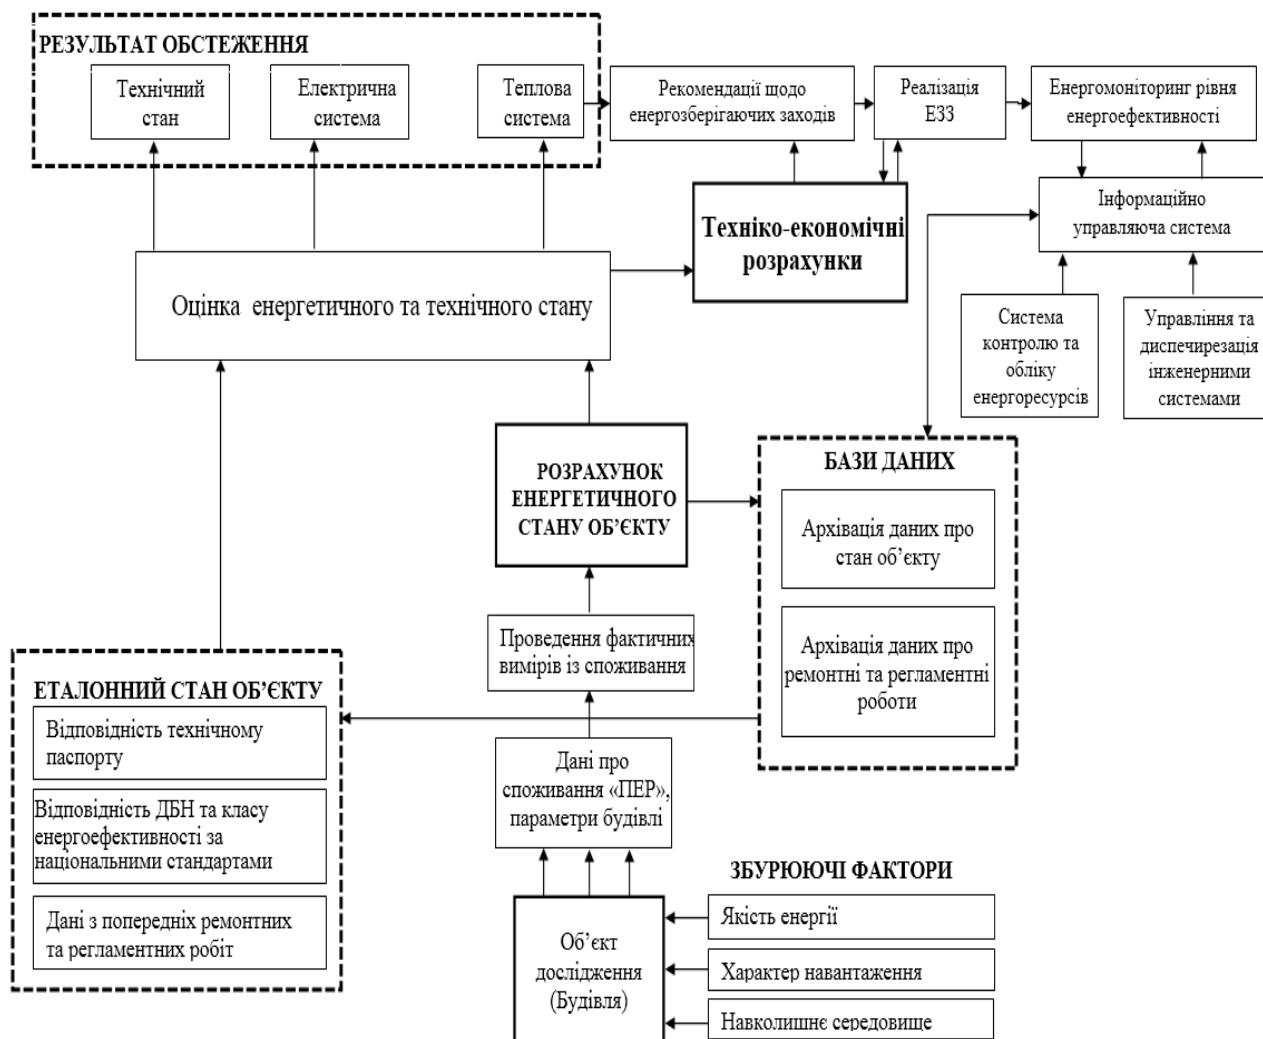 РЕЗУЛЬТАТ ОБСТЕЖЕННЯ
Технічний
стан
Електрична
система
Теплова
система
Рекомендації щодо
енергозберігаючих заходів
Реалізація
ЕЗЗ
Енергомоніторинг рівня
енергоефективності
Техніко-економічні
розрахунки
Інформаційно
управляюча система
Оцінка енергетичного та технічного стану
Система
контролю та
обліку
енергоресурсів
Управління та
диспечирезація
інженерними
системами
РОЗРАХУНОК
ЕНЕРГЕТИЧНОГО
СТАНУ ОБ’ЄКТУ
БАЗИ ДАНИХ
Архівація даних про
стан об’єкту
Архівація даних про
ремонтні та регламентні
роботи
Проведення фактичних
вимірів із споживання
ЕТАЛОННИЙ СТАН ОБ’ЄКТУ
Відповідність технічному
паспорту
Відповідність ДБН та класу
енергоефективності за
національними стандартами
Дані з попередніх ремонтних
та регламентних робіт
Дані про
споживання «ПЕР»,
параметри будівлі
ЗБУРЮЮЧІ ФАКТОРИ
Якість енергії
Характер навантаження
Навколишнє середовище
Об’єкт
дослідження
(Будівля)